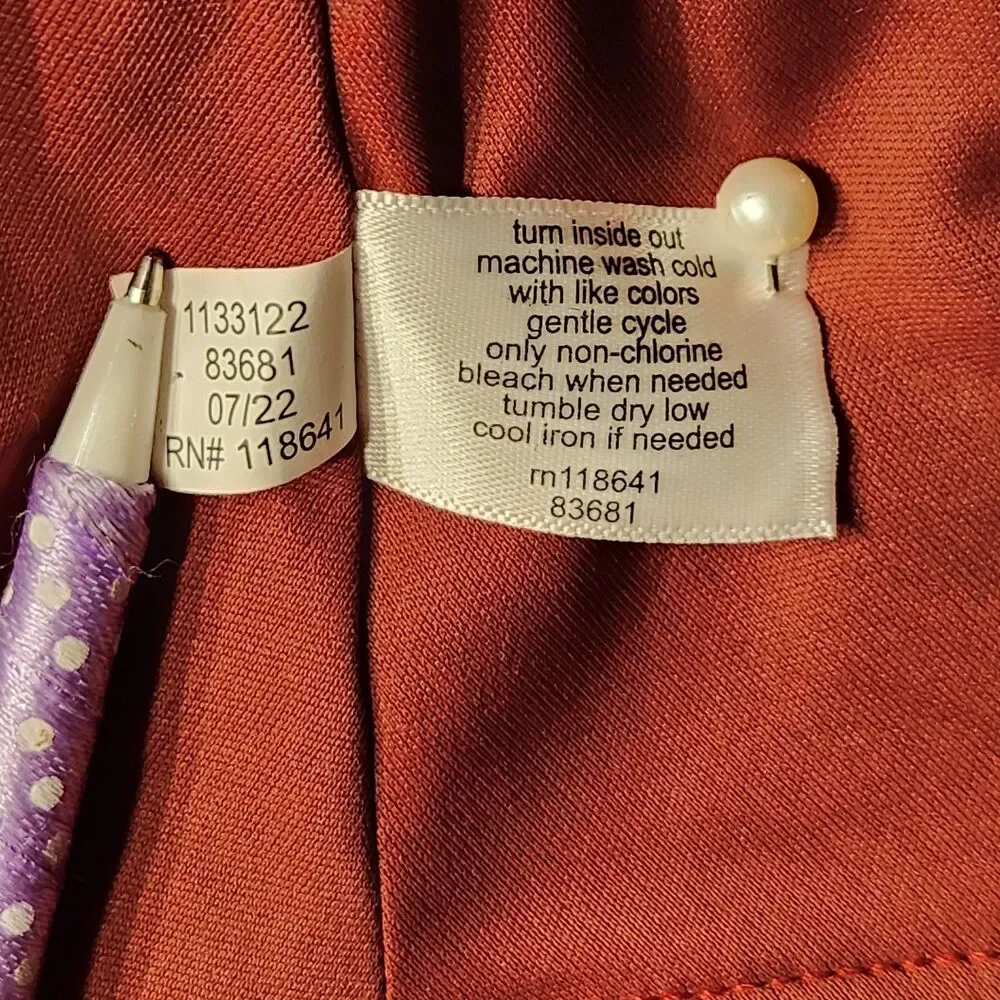 1133122
83681
07/22
RN# 118641
turn inside out
machine wash cold
with like colors
gentle cycle
only non-chlorine
bleach when needed
tumble dry low
cool iron if needed
rn118641
83681